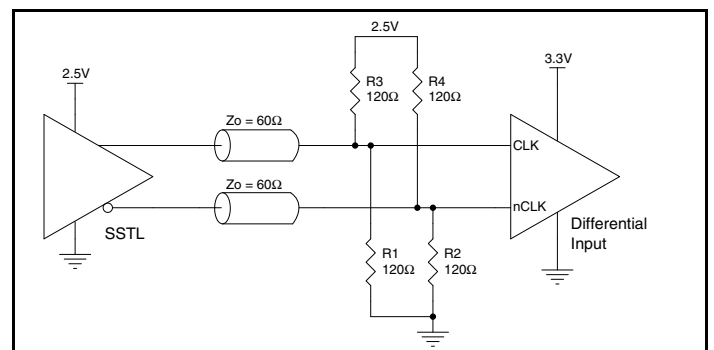 2.5V
2.5V
3.3V
R3
120Ω
R4
120Ω
Zo = 60Ω
CLK
Zo = 60Ω
nCLK
SSTL
Differential
Input
R1
120Ω
R2
120Ω